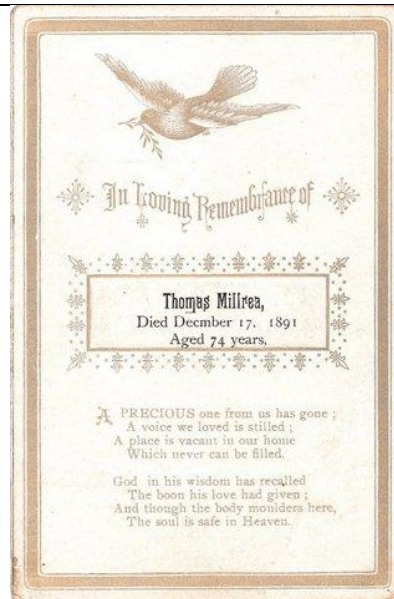 In Loving Remembrance of
Thomas Millrea,
Died Decmber 17, 1891
Aged 74 years,
A PRECIOUS one from us has gone;
A voice we loved is stilled;
A place is vacant in our home
Which never can be filled.
God in his wisdom has recalled
The boon his love had given;
And though the body moulders here,
The soul is safe in Heaven.